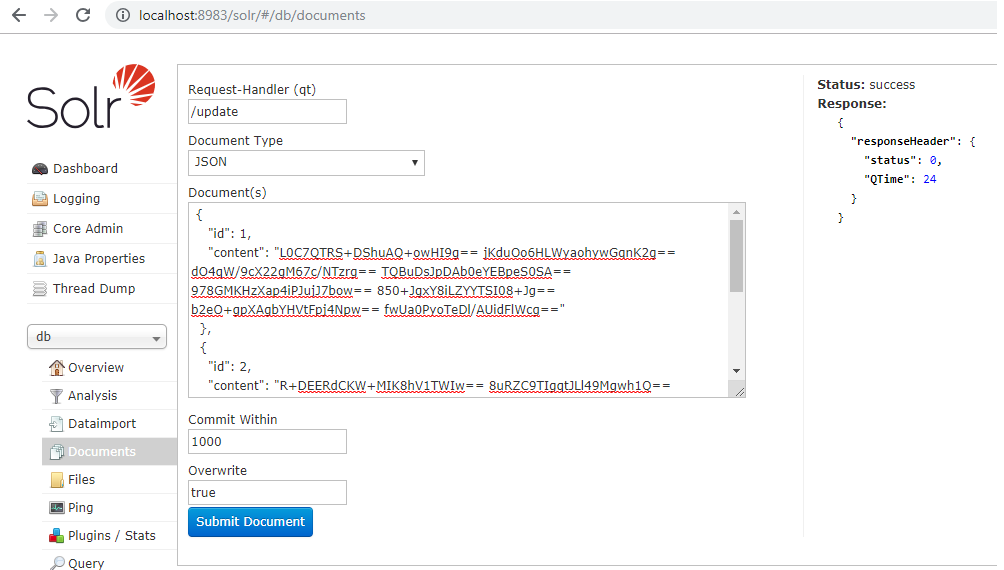 localhost:8983/solr/#/db/documents
Solr
Dashboard
Logging
Core Admin
Java Properties
Thread Dump
db
Overview
Analysis
Dataimport
Documents
Files
Ping
Plugins / Stats
Query
Request-Handler (qt)
/update
Document Type
JSON
Document(s)
{
"id": 1,
"content": "L0C7QTRS+DShuAQ+owHI9g== jKduOo6HLWyaohywGqnK2g==
dO4qW/9cX22gM67c/NTzrg== TQBuDsJpDAb0eYEBpeS0SA==
978GMKHzXap4iPJujJ7bow== 850+JgxY8iLZYYTSI08+Jg==
b2eO+gpXAqbYHVtFpj4Npw== fwUa0PyoTeDl/AUidFlWcg=="
},
{
"id": 2,
"content": "R+DEERdCKW+MIK8hV1TWIw== 8uRZC9TIgqtJLl49Mgwh1Q==
Commit Within
1000
Overwrite
true
Submit Document
Status: success
Response:
{
"responseHeader": {
"status": 0,
"QTime": 24
}
}